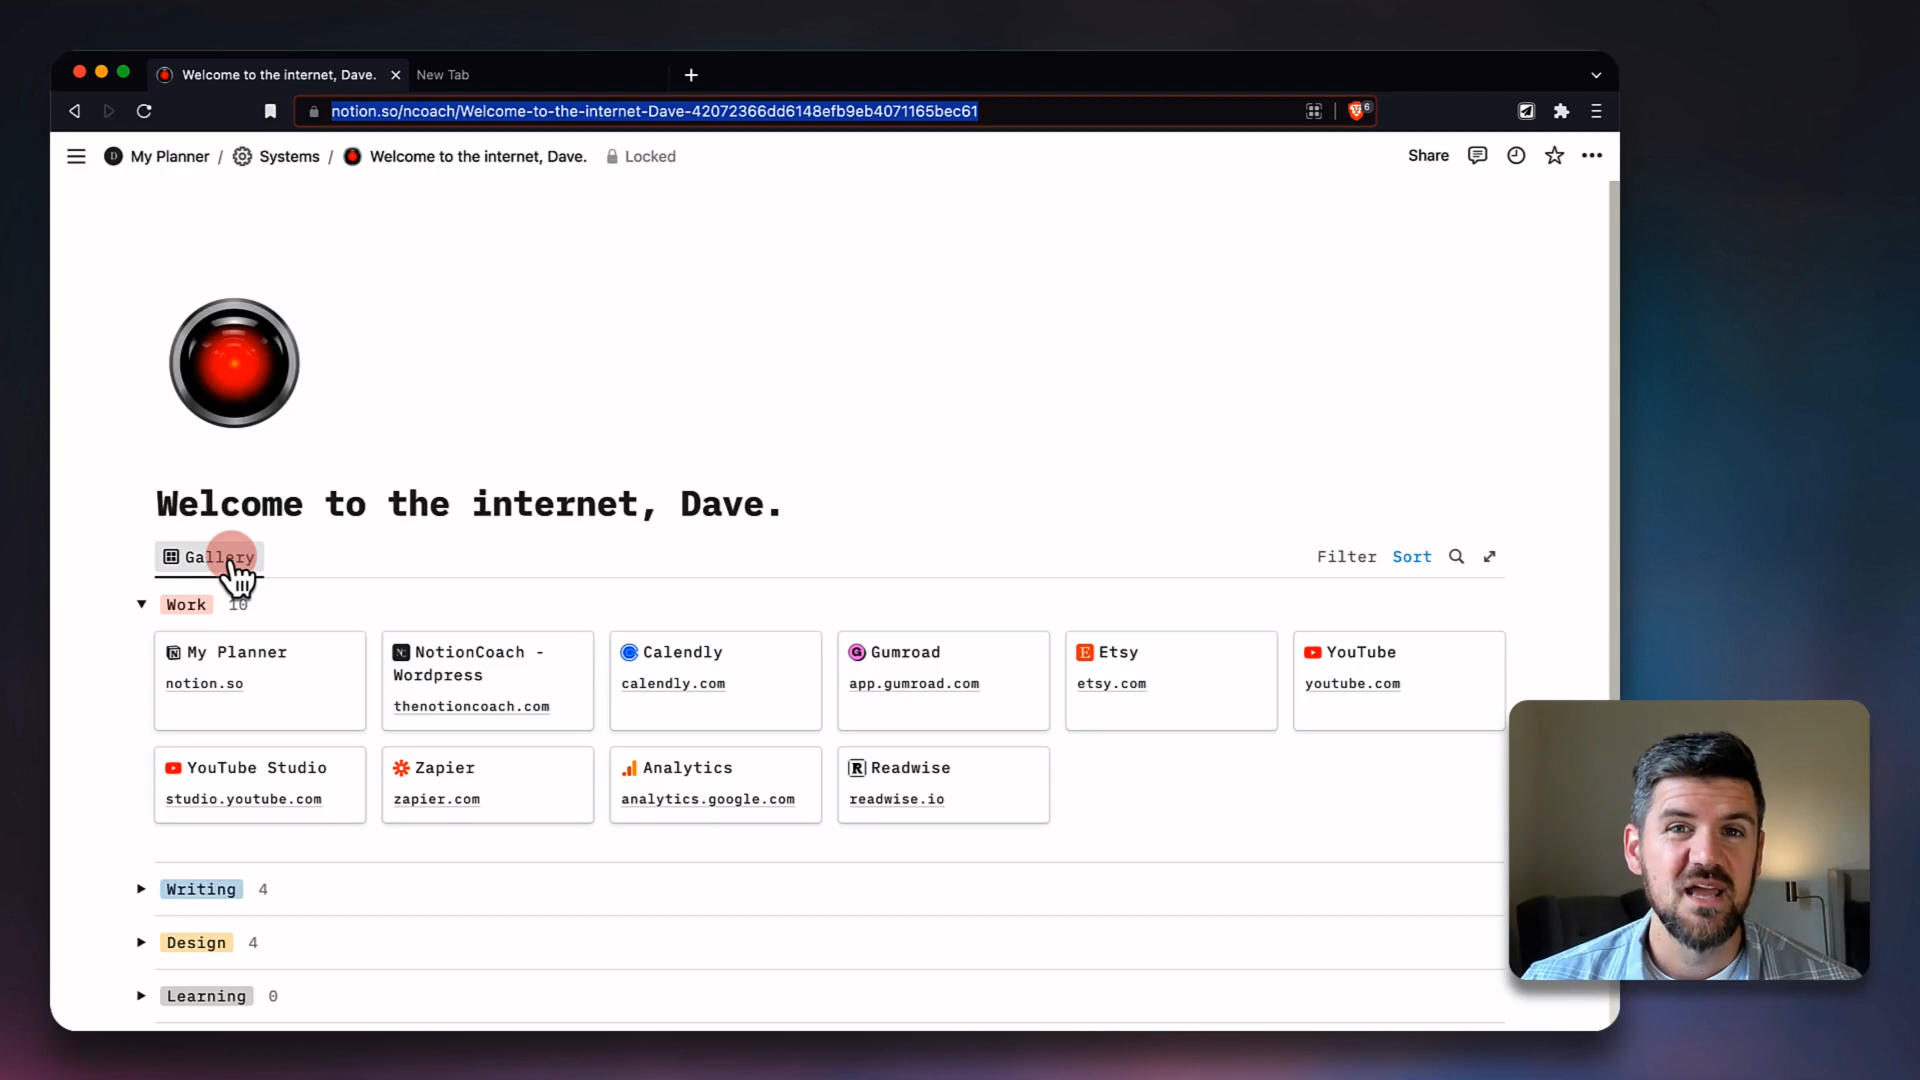 Welcome to the internet, Dave.
New Tab
notion.so/ncoach/Welcome-to-the-internet-Dave-42072366dd6148efb9eb4071165bec61
6
D My Planner / Systems / Welcome to the internet, Dave. Locked
Share
Welcome to the internet, Dave.
Gallery
Filter Sort
Work 10
My Planner
notion.so
NotionCoach -
Wordpress
thenotioncoach.com
Calendly
calendly.com
Gumroad
app.gumroad.com
Etsy
etsy.com
YouTube
youtube.com
YouTube Studio
studio.youtube.com
Zapier
zapier.com
Analytics
analytics.google.com
Readwise
readwise.io
Writing 4
Design 4
Learning 0